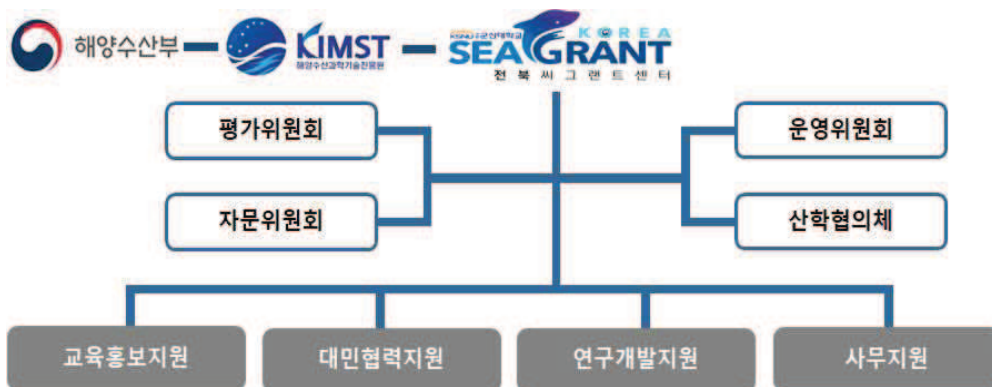 해양수산부
KIMST
해양수산과학기술진흥원
KOREA
SEA GRANT
전북씨그랜트센터
평가위원회
운영위원회
자문위원회
산학협의체
교육홍보지원
대민협력지원
연구개발지원
사무지원